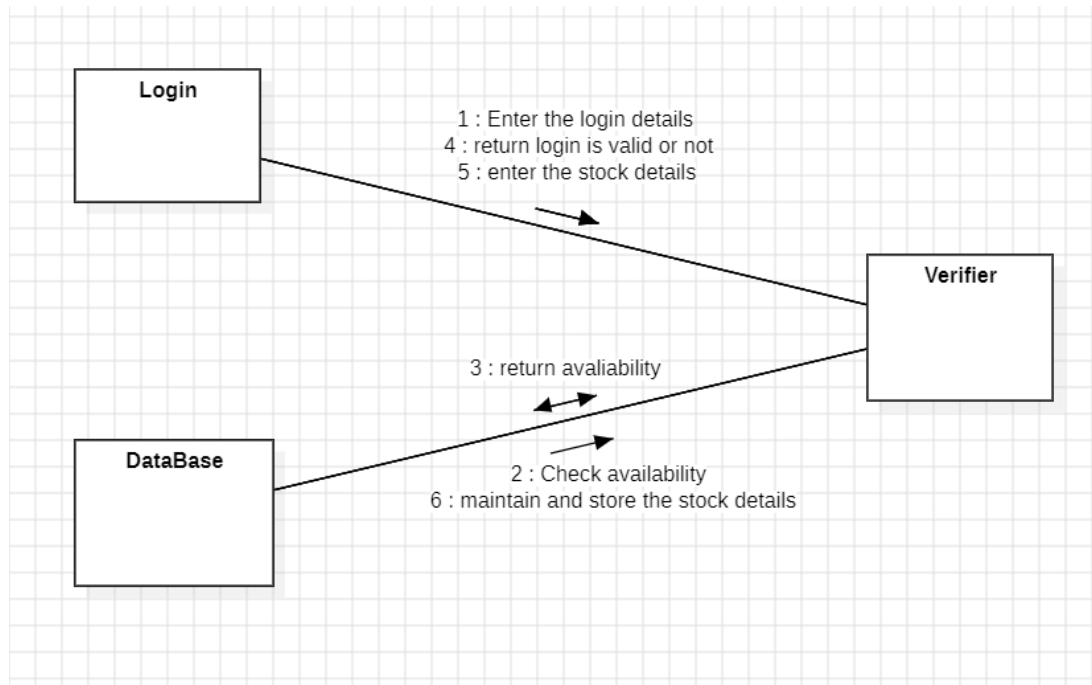 Login
1 : Enter the login details
4 : return login is valid or not
5 : enter the stock details
Verifier
3 : return avaliability
DataBase
2 : Check availability
6 : maintain and store the stock details